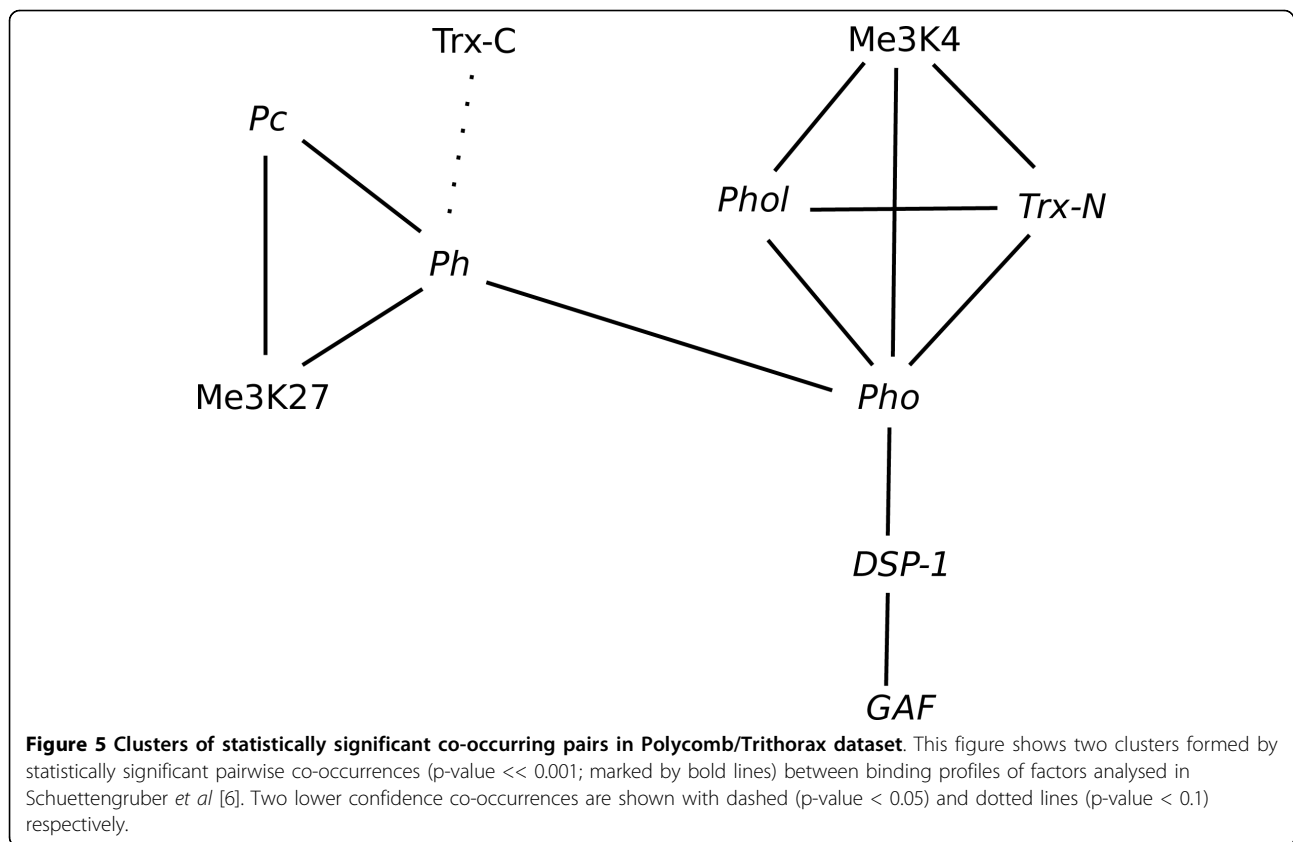 Trx-C
Me3K4
Pc
Phol
Trx-N
Ph
Me3K27
Pho
DSP-1
GAF
Figure 5 Clusters of statistically significant co-occurring pairs in Polycomb/Trithorax dataset. This figure shows two clusters formed by
statistically significant pairwise co-occurrences (p-value << 0.001; marked by bold lines) between binding profiles of factors analysed in
Schuettengruber et al [6]. Two lower confidence co-occurrences are shown with dashed (p-value < 0.05) and dotted lines (p-value < 0.1)
respectively.